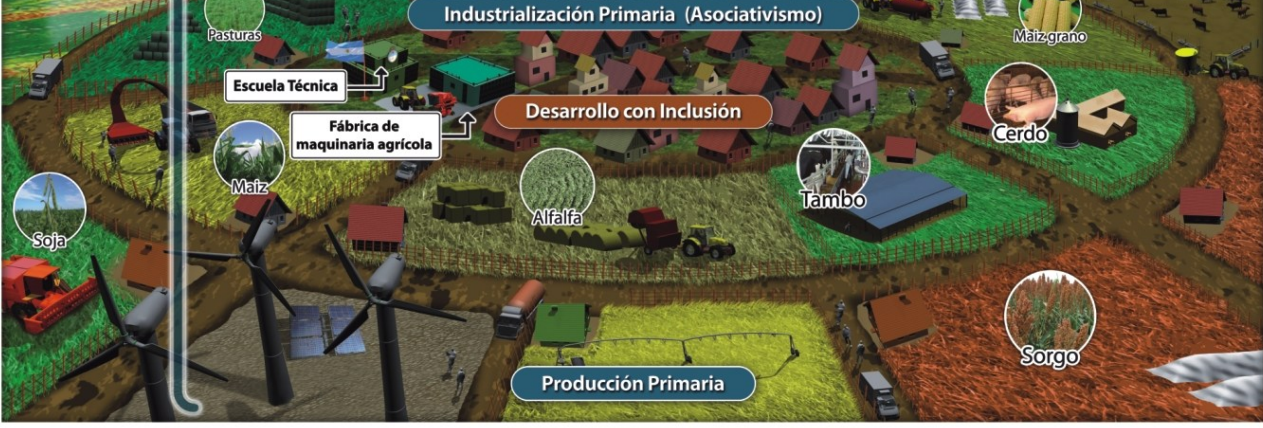 Industrialización Primaria (Asociativismo)
Pasturas
Maiz grano
Escuela Técnica
Desarrollo con Inclusión
Fábrica de
maquinaria agrícola
Cerdo
Maiz
Tambo
Alfalfa
Soja
Sorgo
Producción Primaria